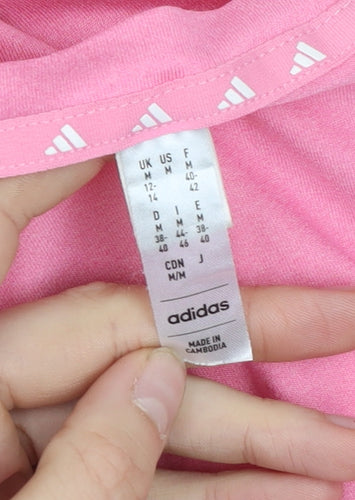 UK US F
M M M
12-14 40-42
D I E
M M M
38-40 44-46 38-40
CDN J
M/M
adidas
MADE IN
CAMBODIA